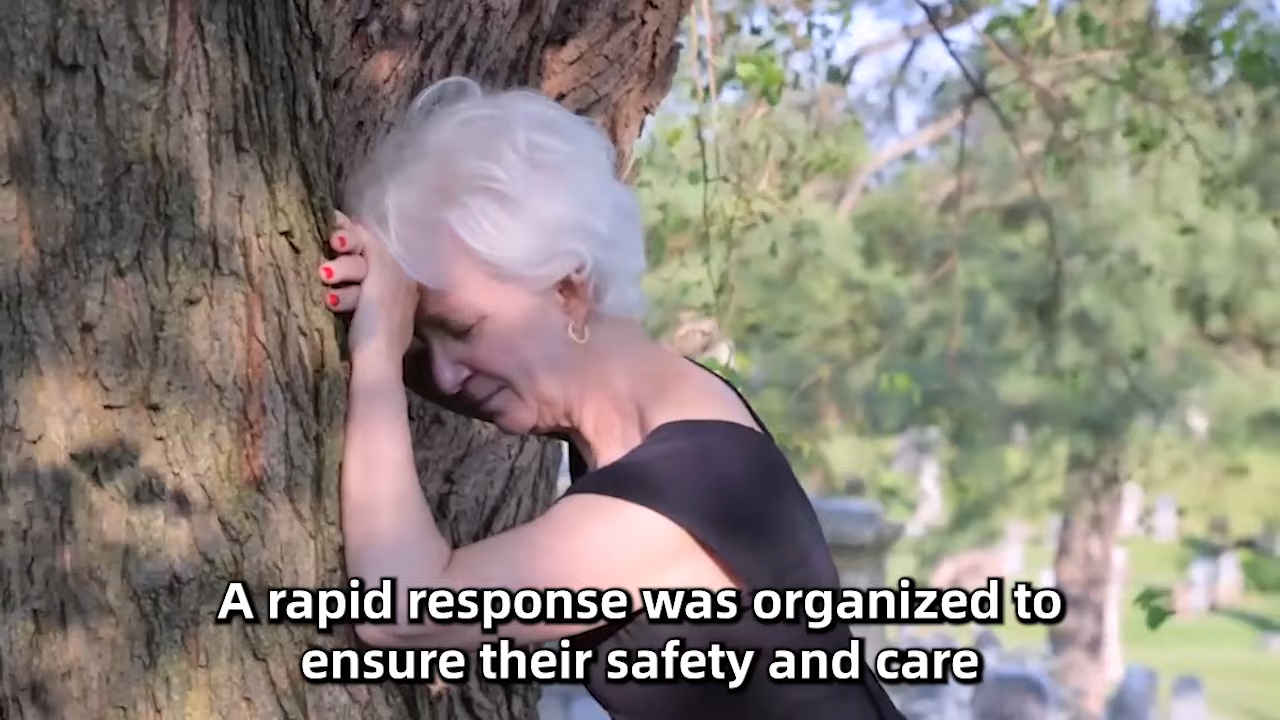 A rapid response was organized to
ensure their safety and care